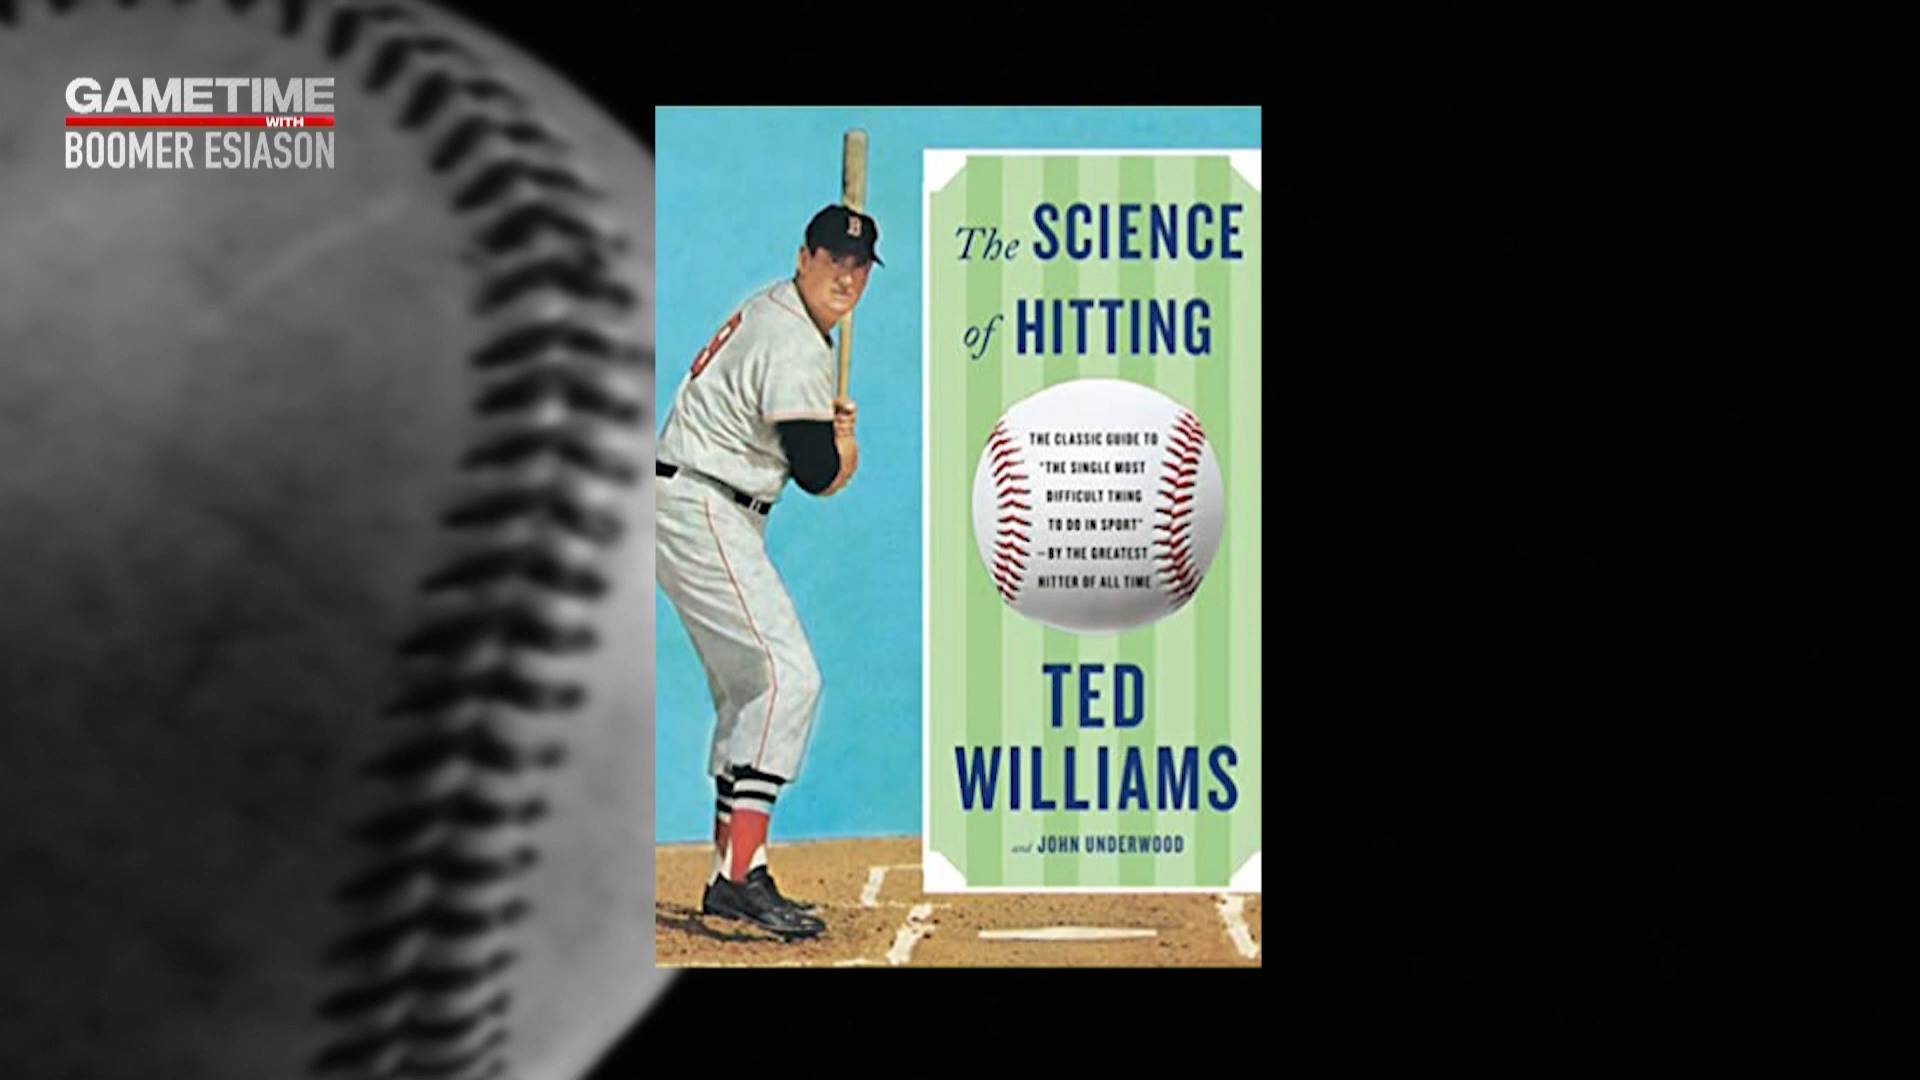 GAMETIME
WITH
BOOMER ESIASON
B
9
The SCIENCE
of HITTING
THE CLASSIC GUIDE TO
"THE SINGLE MOST
DIFFICULT THING
TO DO IN SPORT"
—BY THE GREATEST
HITTER OF ALL TIME
TED
WILLIAMS
and JOHN UNDERWOOD